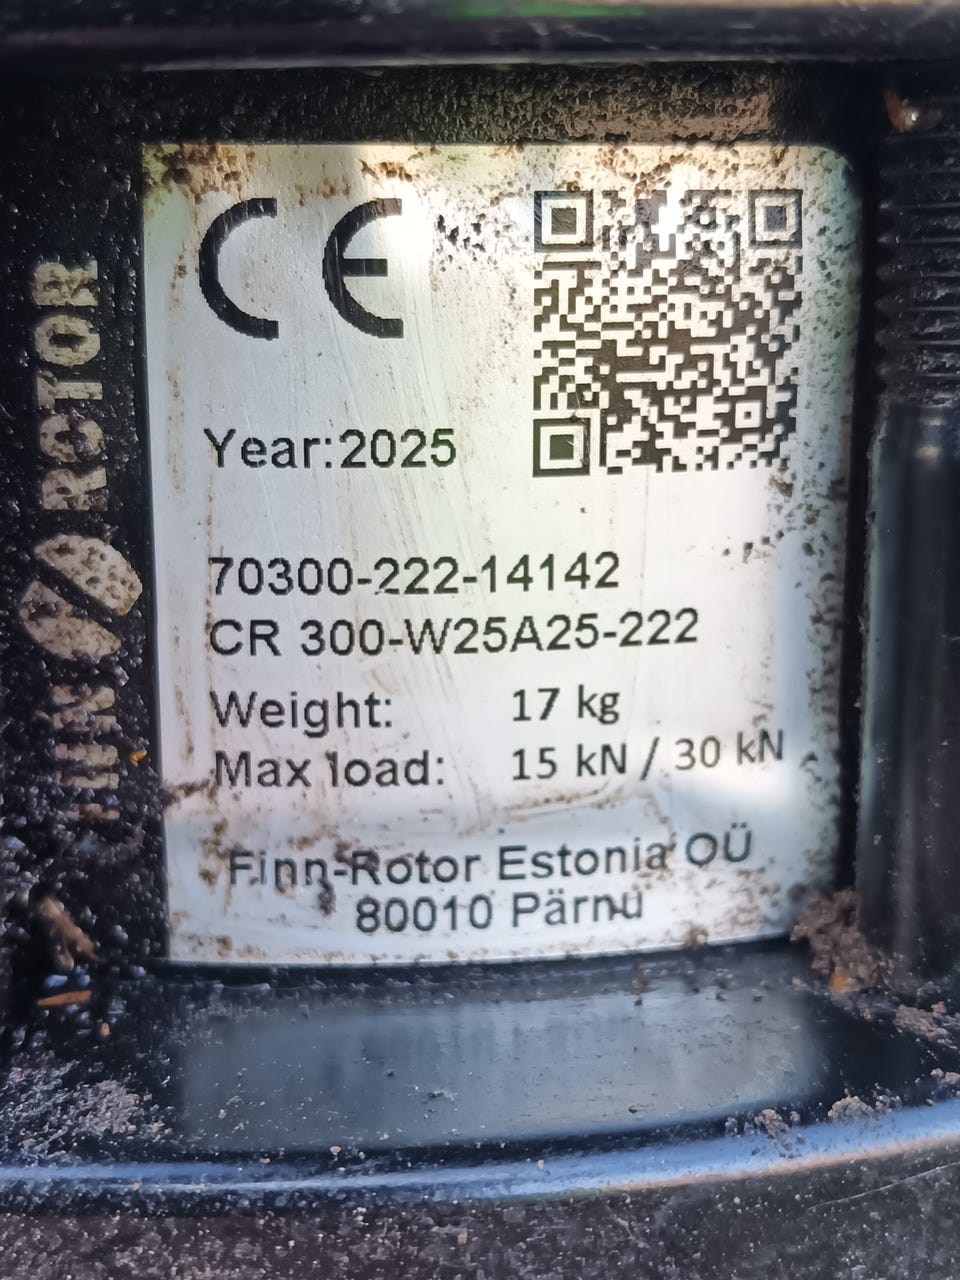 CE
Year:2025
70300-222-14142
CR 300-W25A25-222
Weight: 17 kg
Max load: 15 kN / 30 kN
Finn-Rotor Estonia OÜ
80010 Pärnu
FINN ROTOR